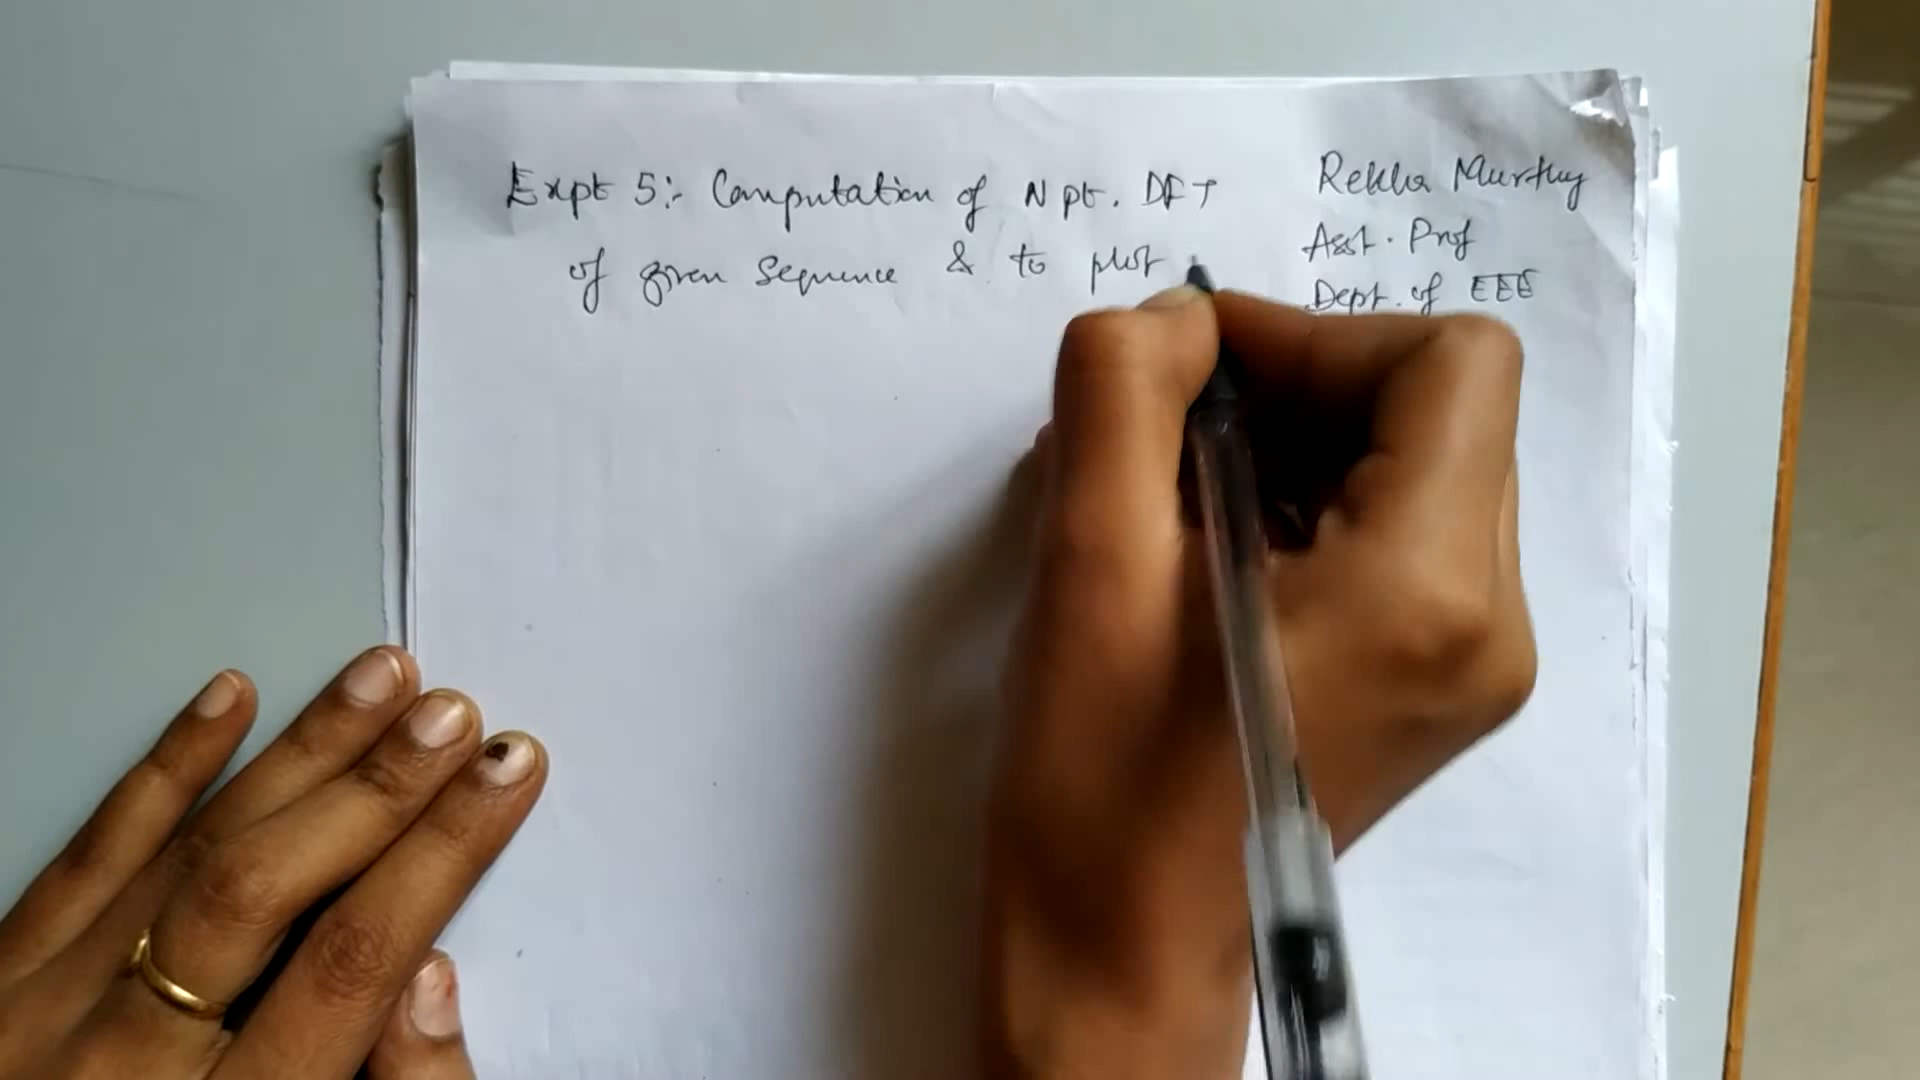 Expt 5:- Computation of N pt. DFT
of given sequence & to plot
Rekha Murthy
Asst. Prof
Dept. of EEE